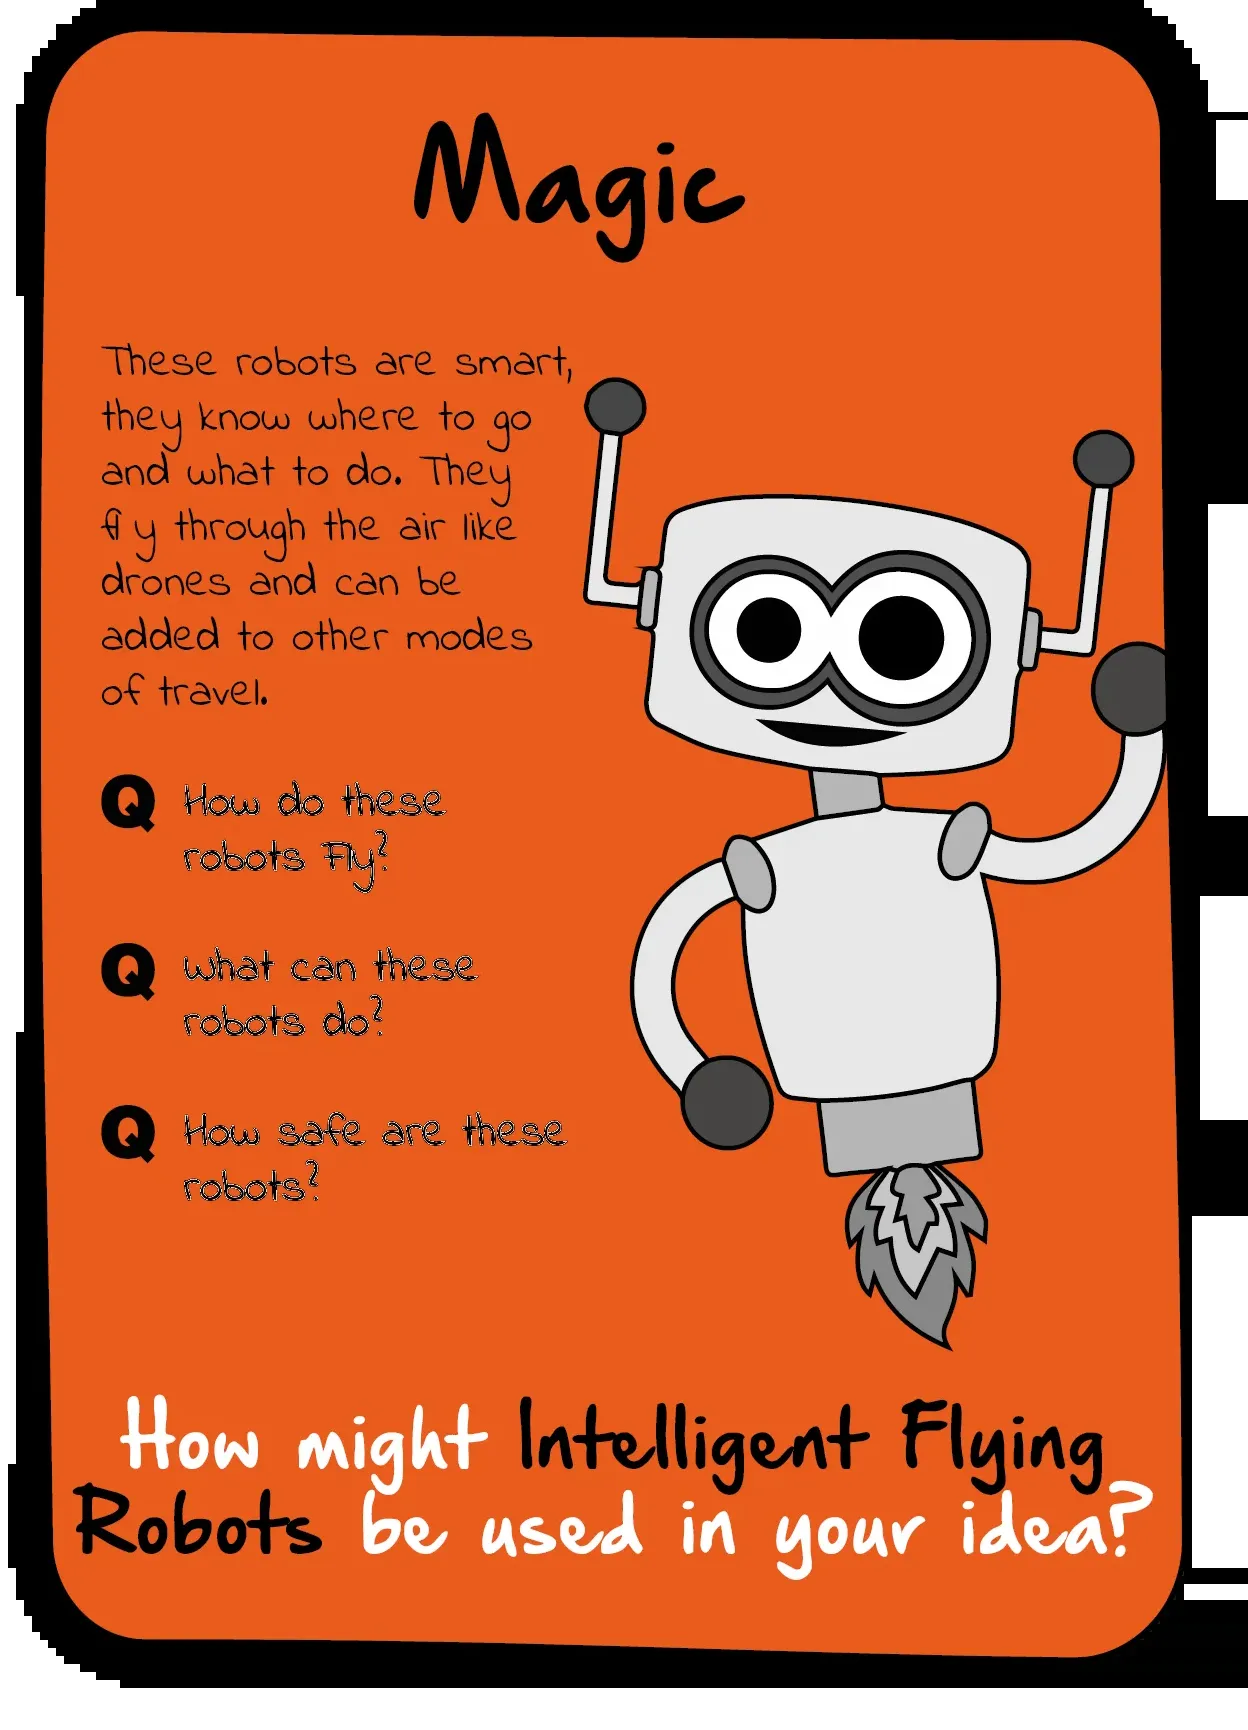 Magic
These robots are smart,
they know where to go
and what to do. They
fly through the air like
drones and can be
added to other modes
of travel.
Q How do these
robots Fly?
Q What can these
robots do?
Q How safe are these
robots?
How might Intelligent Flying
Robots be used in your idea?